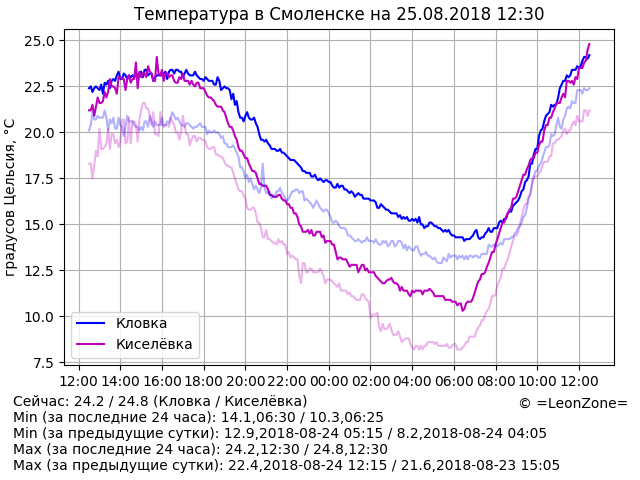 Температура в Смоленске на 25.08.2018 12:30
градусов Цельсия, °C
25.0
22.5
20.0
17.5
15.0
12.5
10.0
7.5
Кловка
Киселёвка
12:00 14:00 16:00 18:00 20:00 22:00 00:00 02:00 04:00 06:00 08:00 10:00 12:00
Сейчас: 24.2 / 24.8 (Кловка / Киселёвка)
© =LeonZone=
Min (за последние 24 часа): 14.1,06:30 / 10.3,06:25
Min (за предыдущие сутки): 12.9,2018-08-24 05:15 / 8.2,2018-08-24 04:05
Max (за последние 24 часа): 24.2,12:30 / 24.8,12:30
Max (за предыдущие сутки): 22.4,2018-08-24 12:15 / 21.6,2018-08-23 15:05